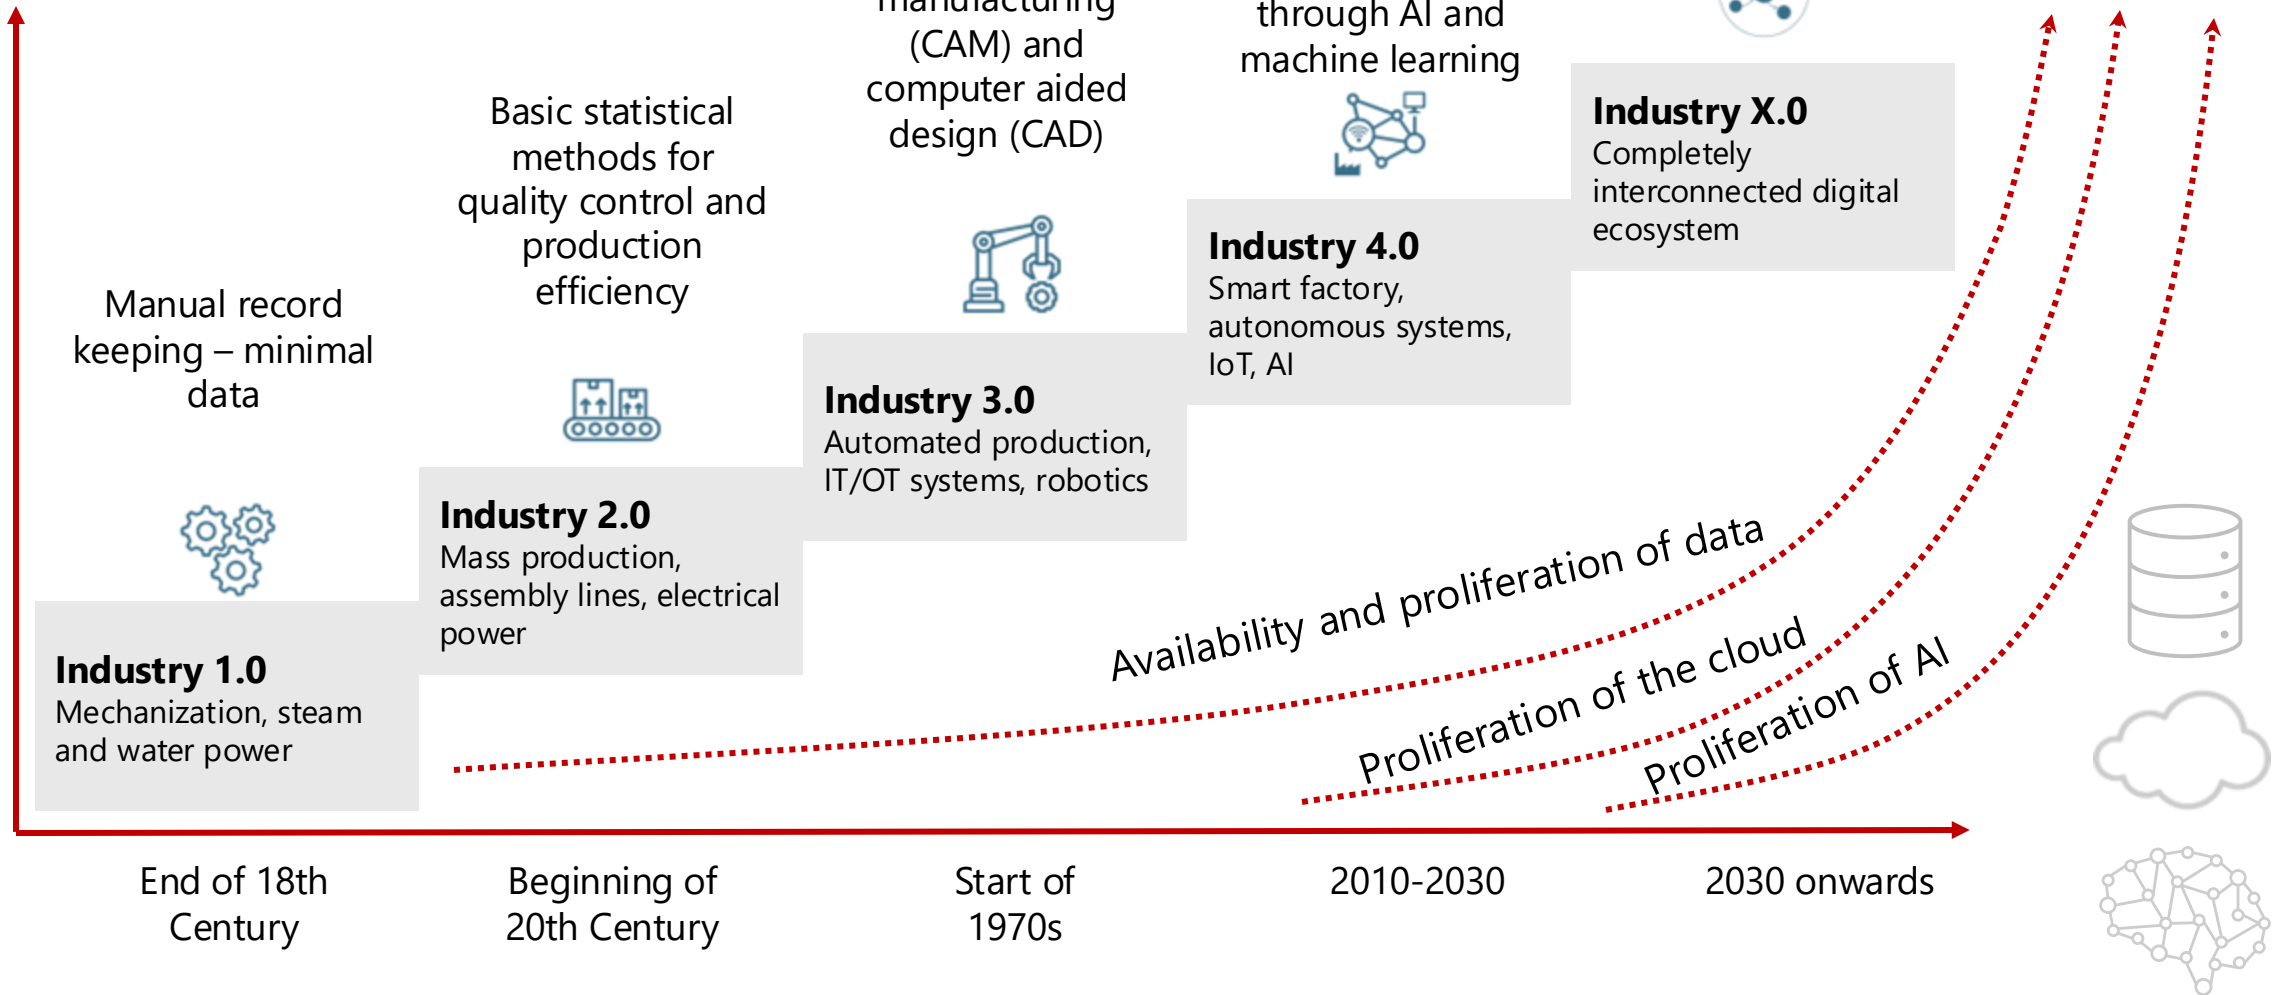 Manual record
keeping – minimal
data
Industry 1.0
Mechanization, steam
and water power
Basic statistical
methods for
quality control and
production
efficiency
Industry 2.0
Mass production,
assembly lines, electrical
power
manufacturing
(CAM) and
computer aided
design (CAD)
Industry 3.0
Automated production,
IT/OT systems, robotics
through AI and
machine learning
Industry 4.0
Smart factory,
autonomous systems,
IoT, AI
Industry X.0
Completely
interconnected digital
ecosystem
Availability and proliferation of data
Proliferation of the cloud
Proliferation of AI
End of 18th
Century
Beginning of
20th Century
Start of
1970s
2010-2030
2030 onwards